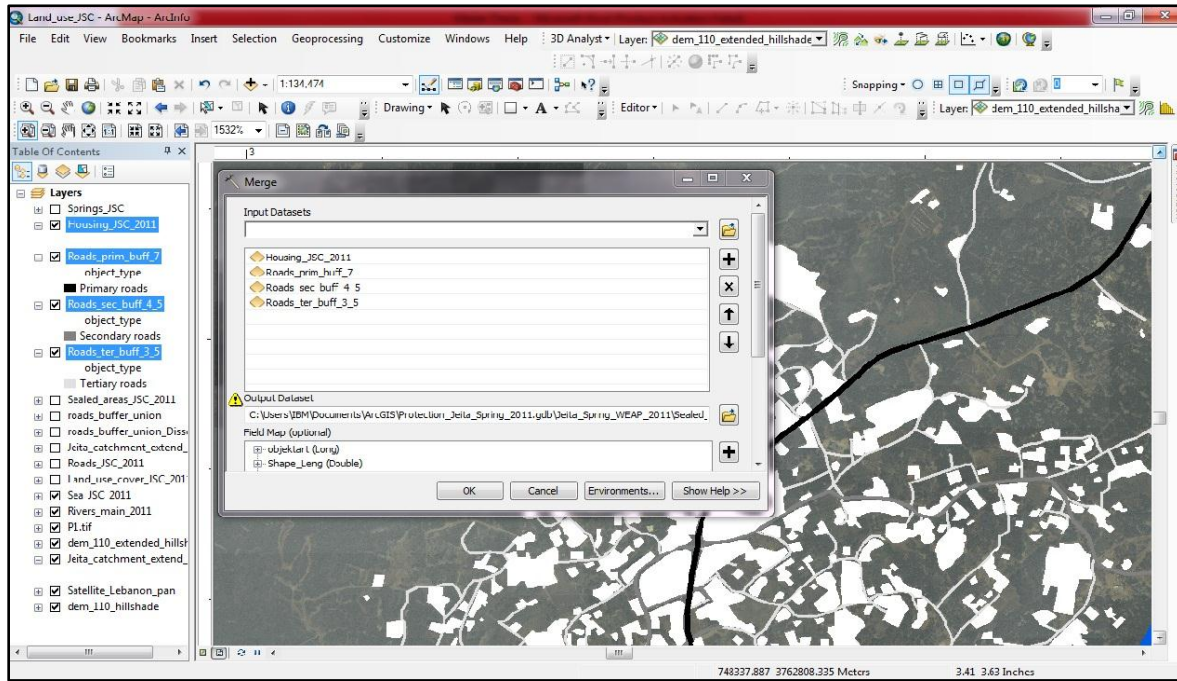 Land_use_JSC - ArcMap - ArcInfo
File Edit View Bookmarks Insert Selection Geoprocessing Customize Windows Help 3D Analyst Layer: dem_110_extended_hillshade
1:134.474
Snapping
Drawing A Editor Layer: dem_110_extended_hillsha
1532%
Table Of Contents
Layers
Springs_JSC
Housing_JSC_2011
Roads_prim_buff_7
object_type
Primary roads
Roads_sec_buff_4_5
object_type
Secondary roads
Roads_ter_buff_3_5
object_type
Tertiary roads
Sealed_areas_JSC_2011
roads_buffer_union
roads_buffer_union_Diss
Jeita_catchment_extend_
Roads_JSC_2011
Land_use_cover_JSC_201
Sea JSC 2011
Rivers_main_2011
P1.tif
dem_110_extended_hillsh
Jeita_catchment_extend_
Satellite_Lebanon_pan
dem_110_hillshade
3
Merge
Input Datasets
Housing_JSC_2011
Roads_prim_buff_7
Roads_sec_buff_4_5
Roads_ter_buff_3_5
Output Dataset
C:\Users\IBM\Documents\ArcGIS\Protection_Jeita_Spring_2011.gdb\Jeita_Spring_WEAP_2011\Sealed_
Field Map (optional)
objektart (Long)
Shape_Leng (Double)
OK Cancel Environments... Show Help >>
748337.887 3762808.335 Meters 3.41 3.63 Inches